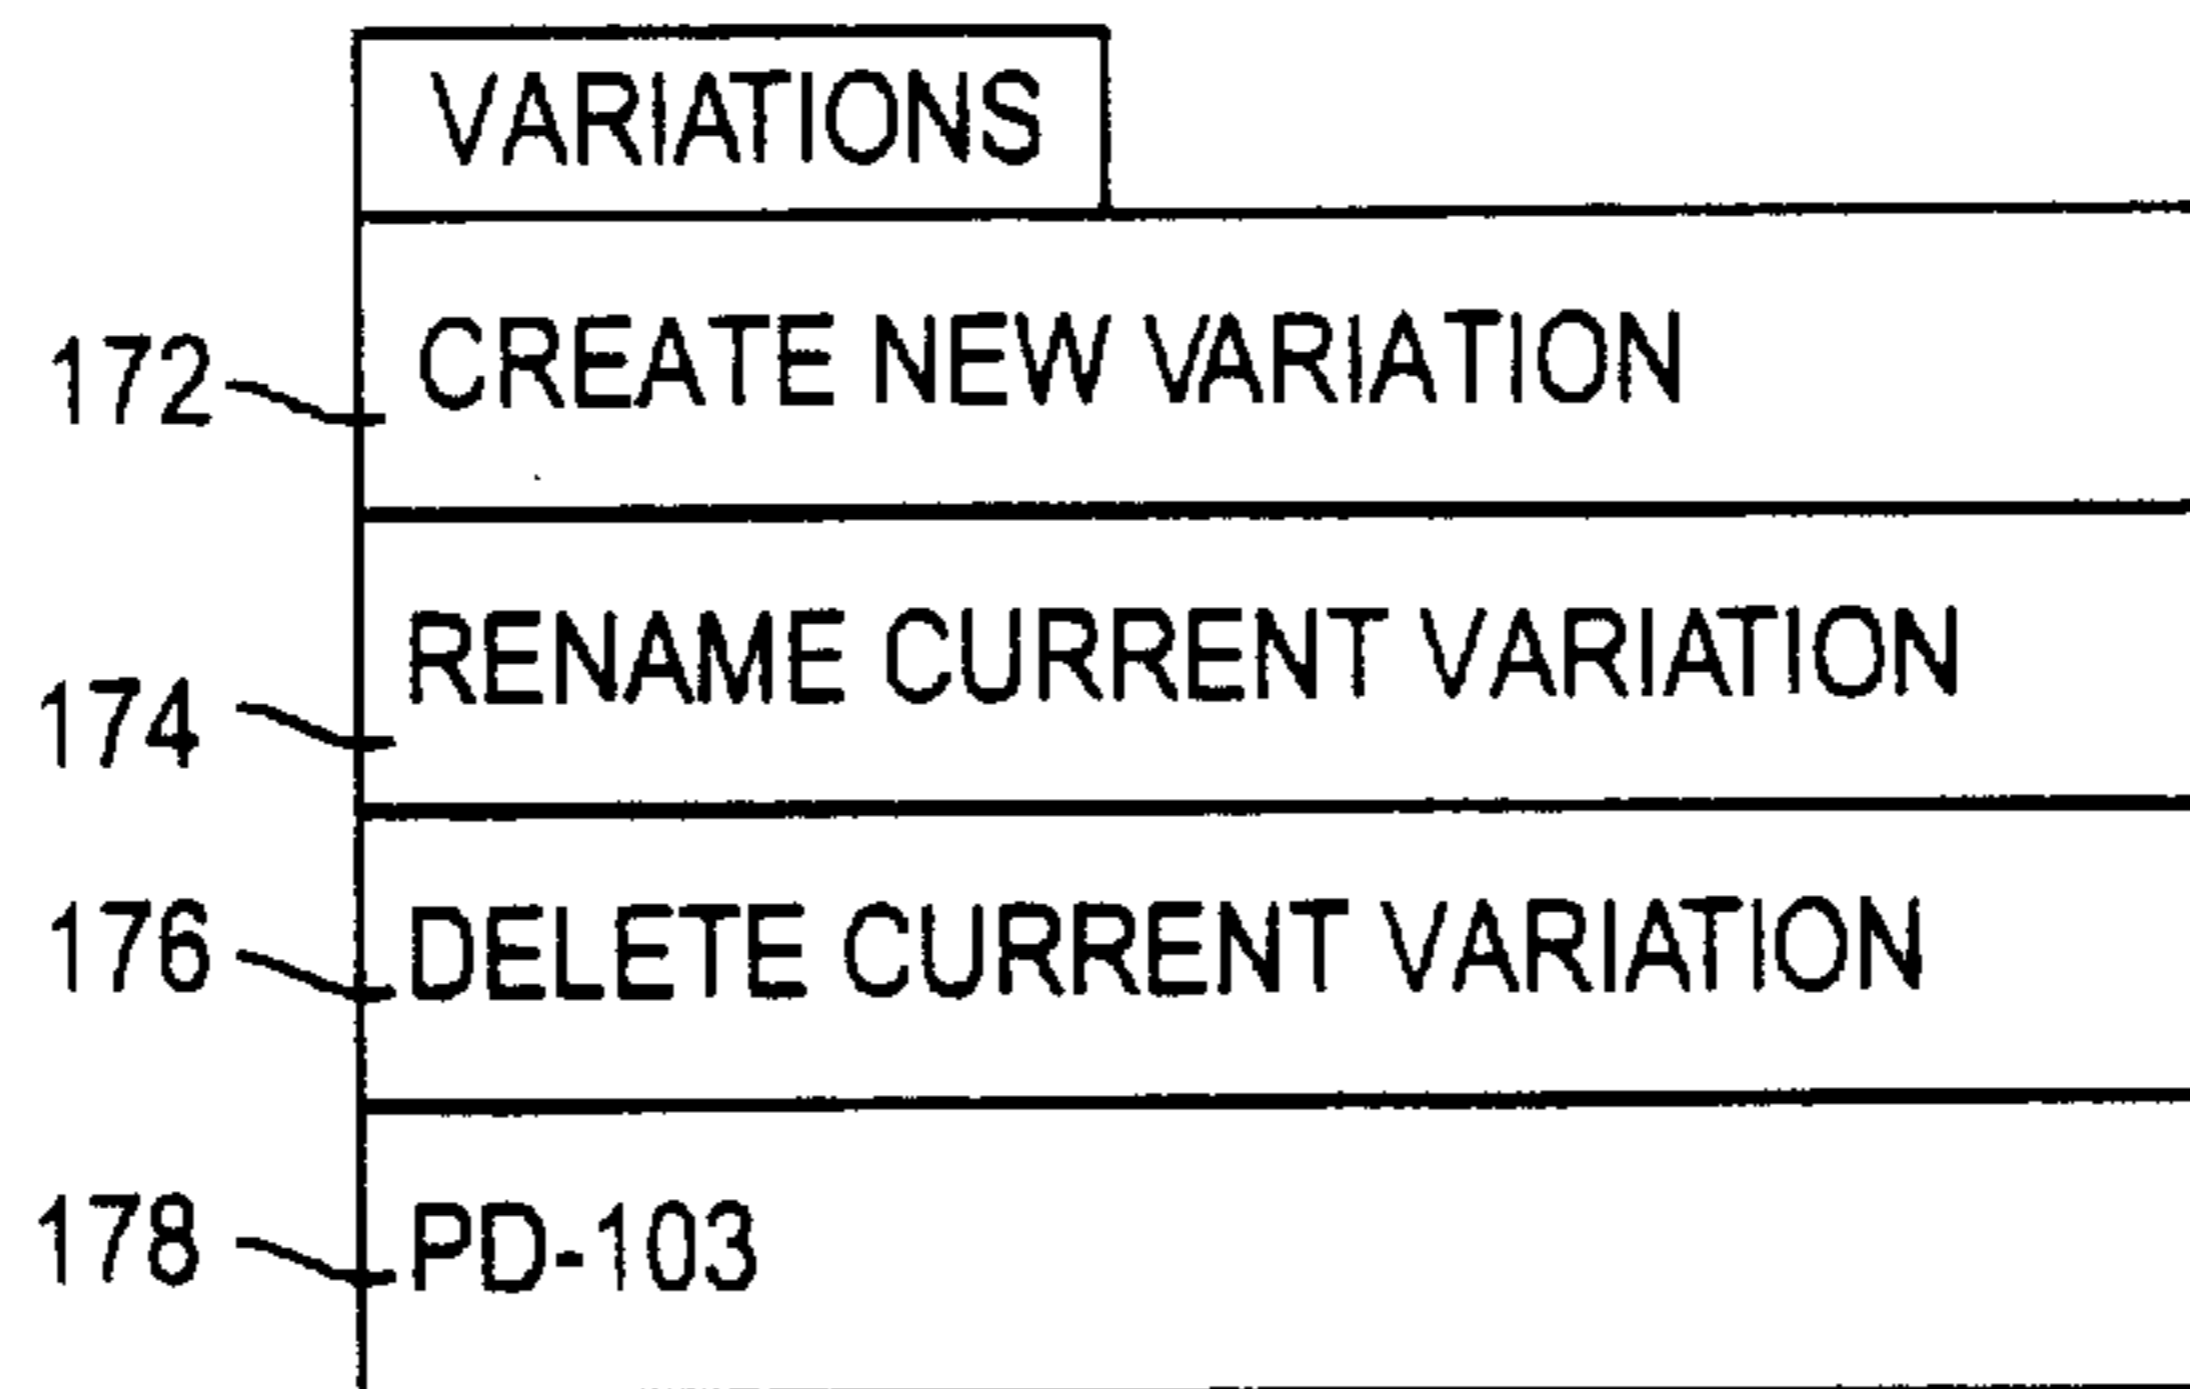 VARIATIONS
172 CREATE NEW VARIATION
174 RENAME CURRENT VARIATION
176 DELETE CURRENT VARIATION
178 PD-103